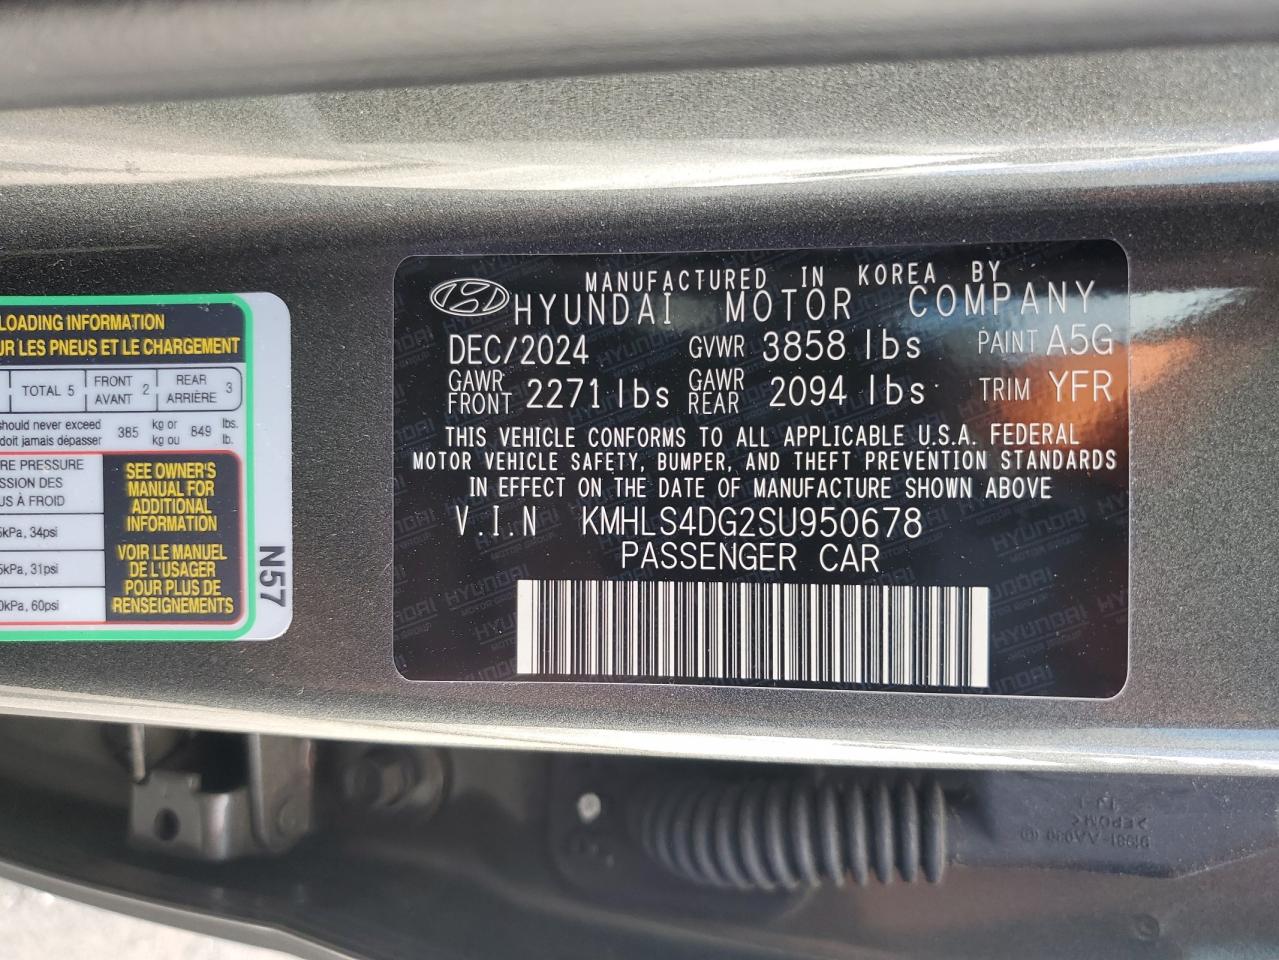 LOADING INFORMATION
UR LES PNEUS ET LE CHARGEMENT
TOTAL 5 FRONT AVANT 2 REAR ARRIÈRE 3
should never exceed
doit jamais dépasser
385 kg or kg ou 849 lbs. lb.
RE PRESSURE
SSION DES
US À FROID
5kPa, 34psi
5kPa, 31psi
0kPa, 60psi
SEE OWNER'S
MANUAL FOR
ADDITIONAL
INFORMATION
VOIR LE MANUEL
DE L'USAGER
POUR PLUS DE
RENSEIGNEMENTS
N57
MANUFACTURED IN KOREA BY
HYUNDAI MOTOR COMPANY
DEC/2024 GVWR 3858 lbs PAINT A5G
GAWR FRONT 2271 lbs GAWR REAR 2094 lbs TRIM YFR
THIS VEHICLE CONFORMS TO ALL APPLICABLE U.S.A. FEDERAL
MOTOR VEHICLE SAFETY, BUMPER, AND THEFT PREVENTION STANDARDS
IN EFFECT ON THE DATE OF MANUFACTURE SHOWN ABOVE
V.I.N KMHLS4DG2SU950678
PASSENGER CAR